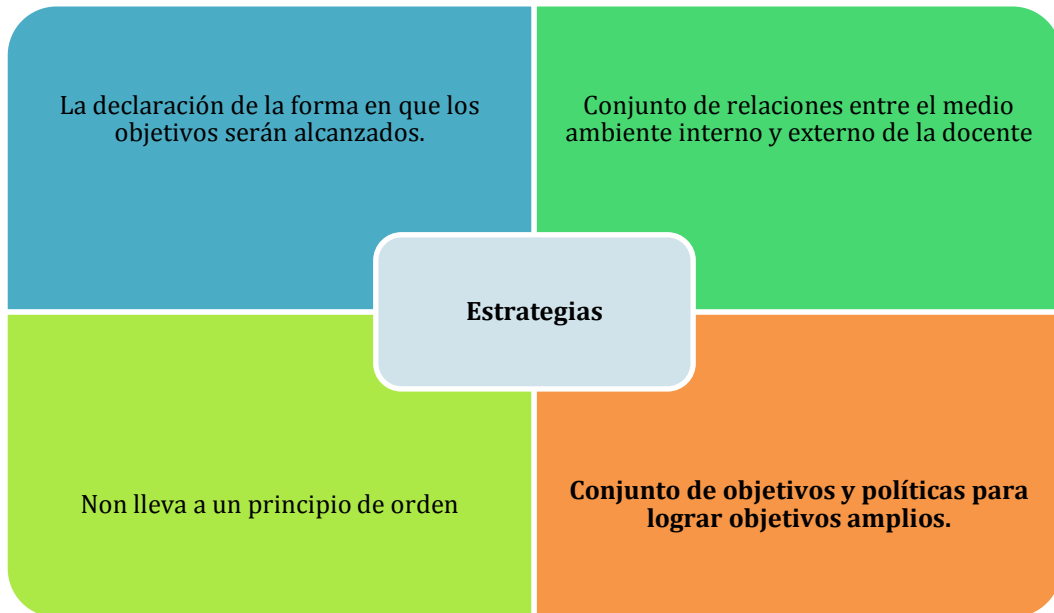 La declaración de la forma en que los
objetivos serán alcanzados.
Conjunto de relaciones entre el medio
ambiente interno y externo de la docente
Estrategias
Non lleva a un principio de orden
Conjunto de objetivos y políticas para
lograr objetivos amplios.